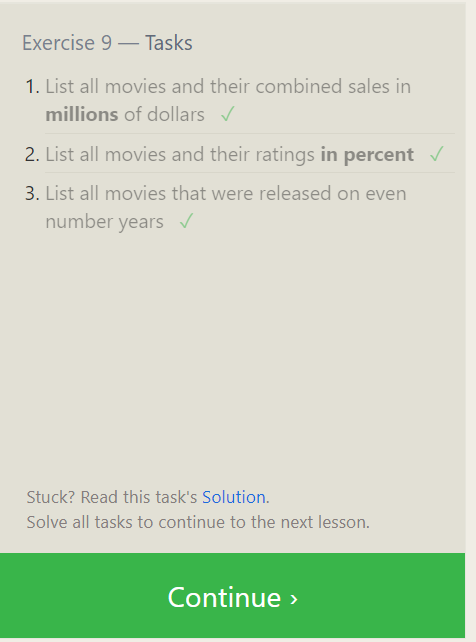 Exercise 9 — Tasks
1. List all movies and their combined sales in
millions of dollars ✓
2. List all movies and their ratings in percent ✓
3. List all movies that were released on even
number years ✓
Stuck? Read this task's Solution.
Solve all tasks to continue to the next lesson.
Continue ›